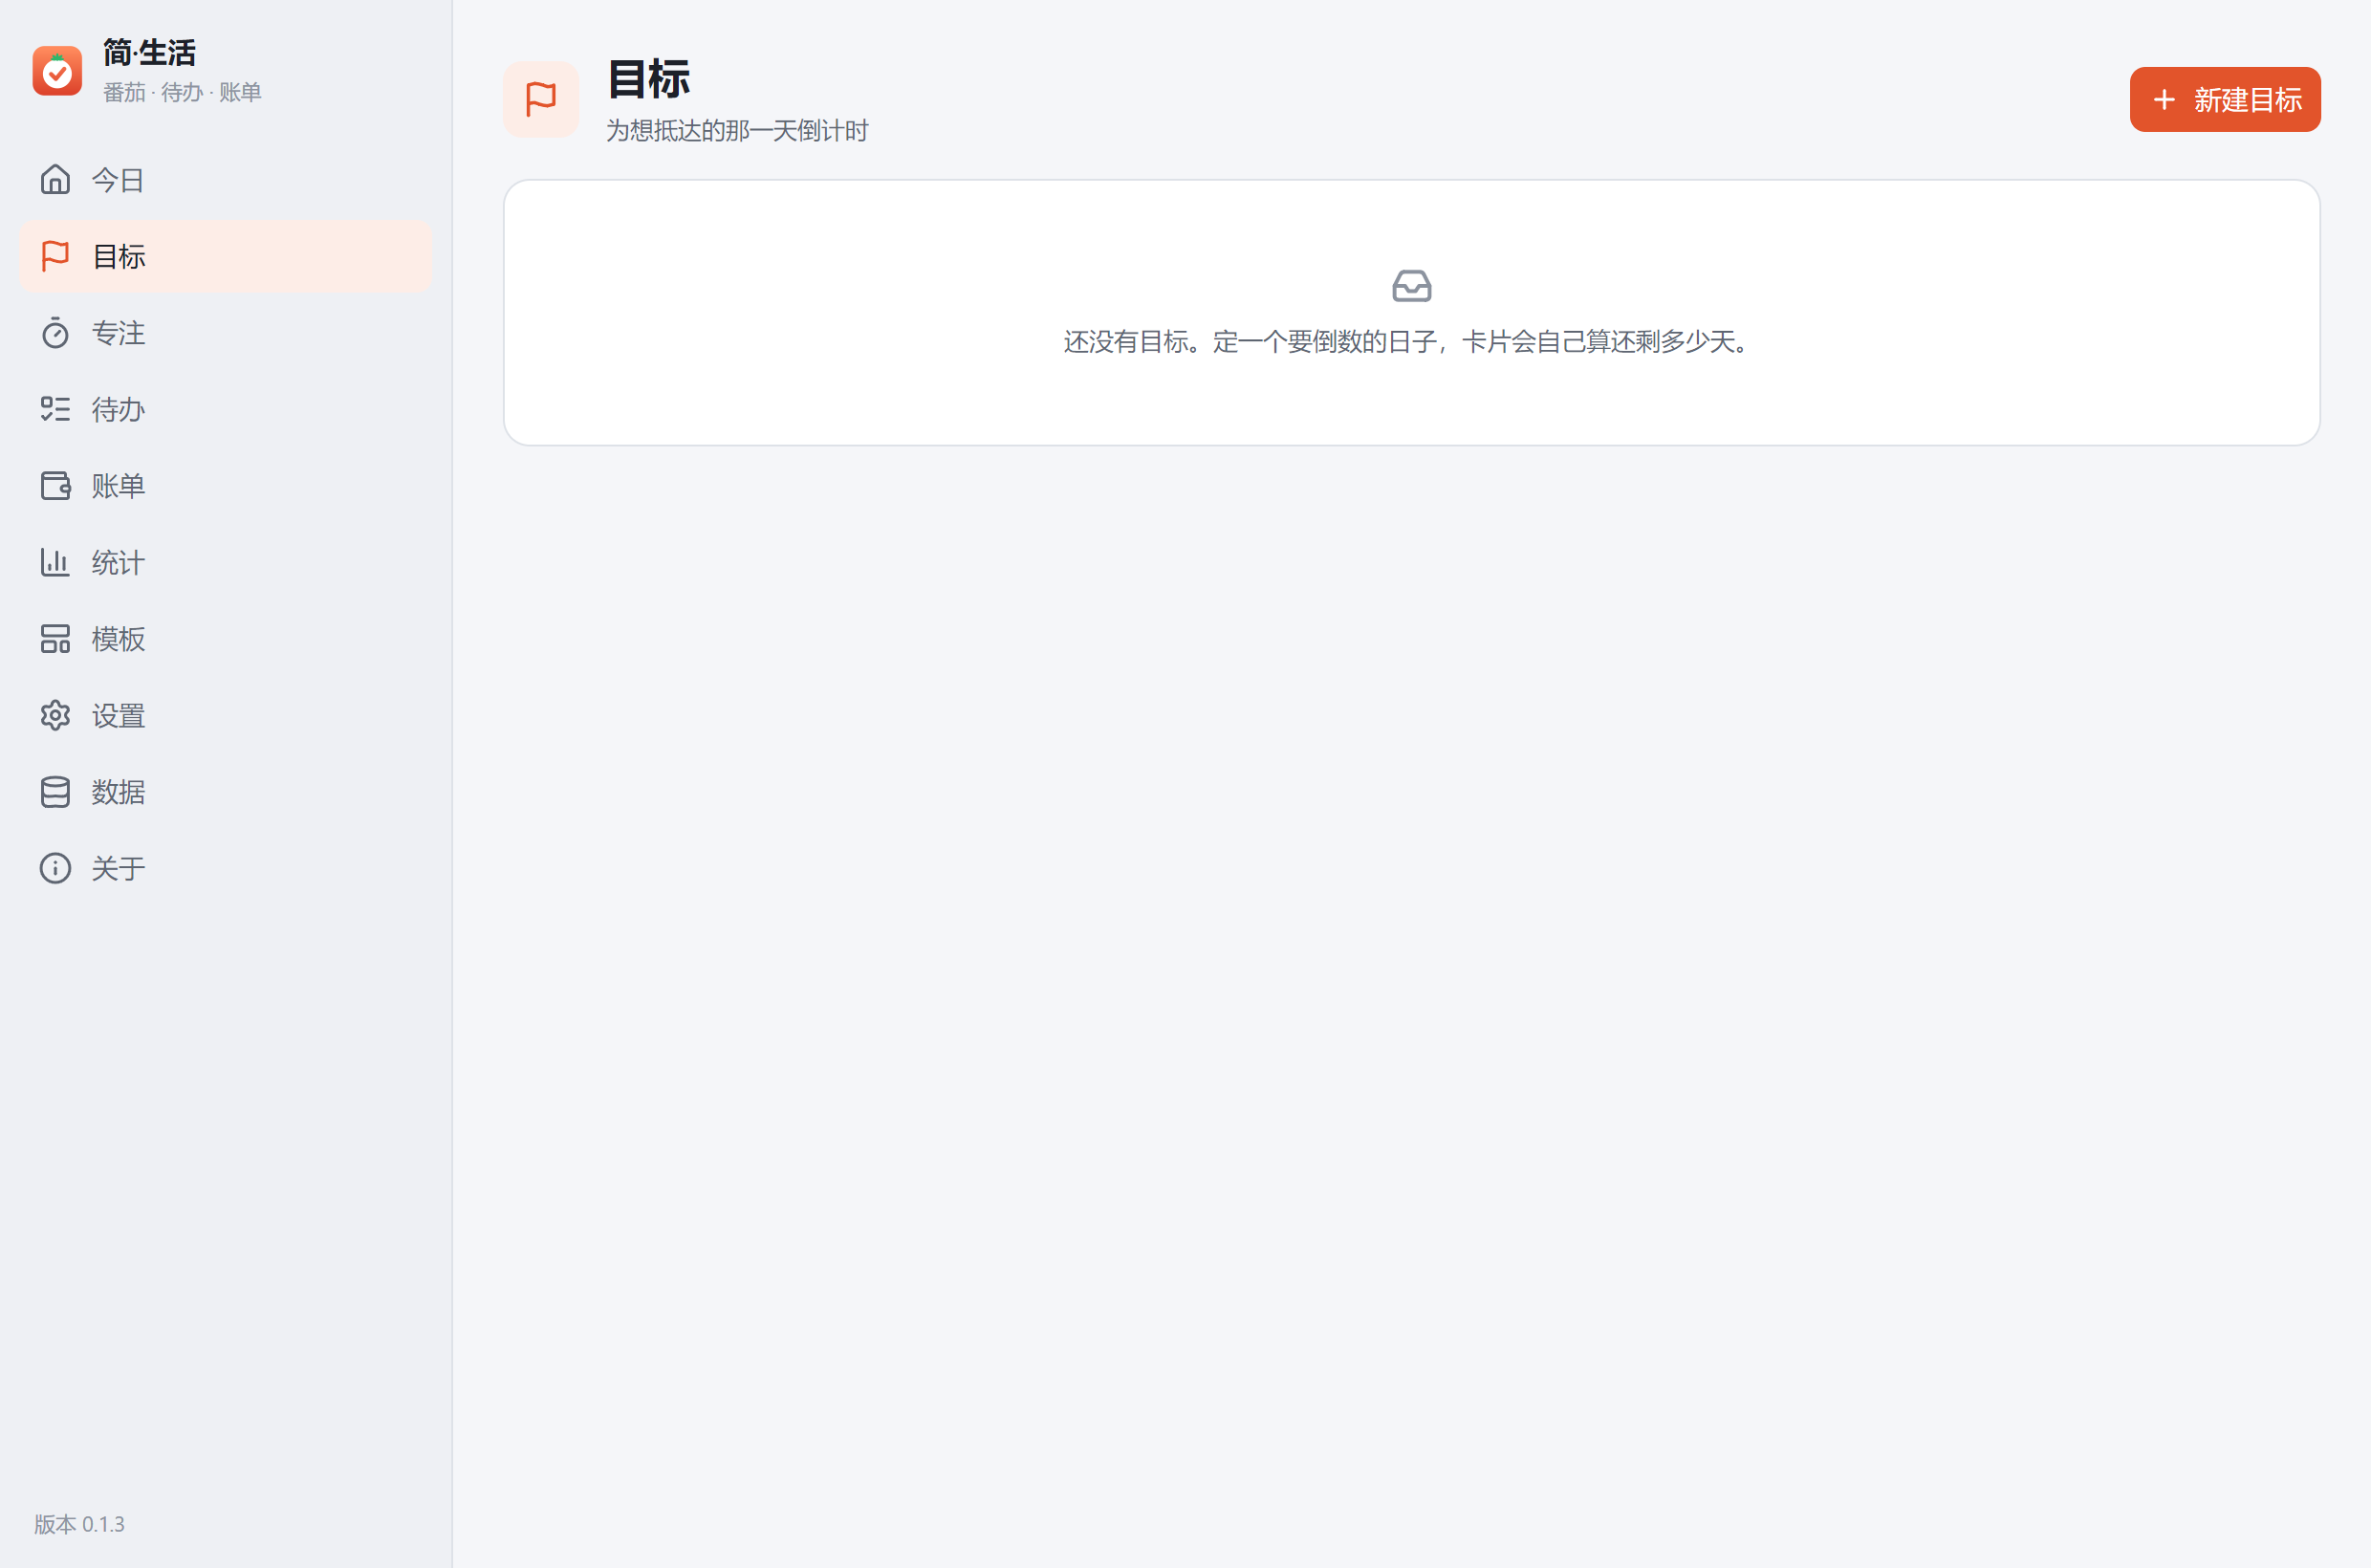 简·生活
番茄 · 待办 · 账单
今日
目标
专注
待办
账单
统计
模板
设置
数据
关于
版本 0.1.3
目标
为想抵达的那一天倒计时
新建目标
还没有目标。定一个要倒数的日子，卡片会自己算还剩多少天。